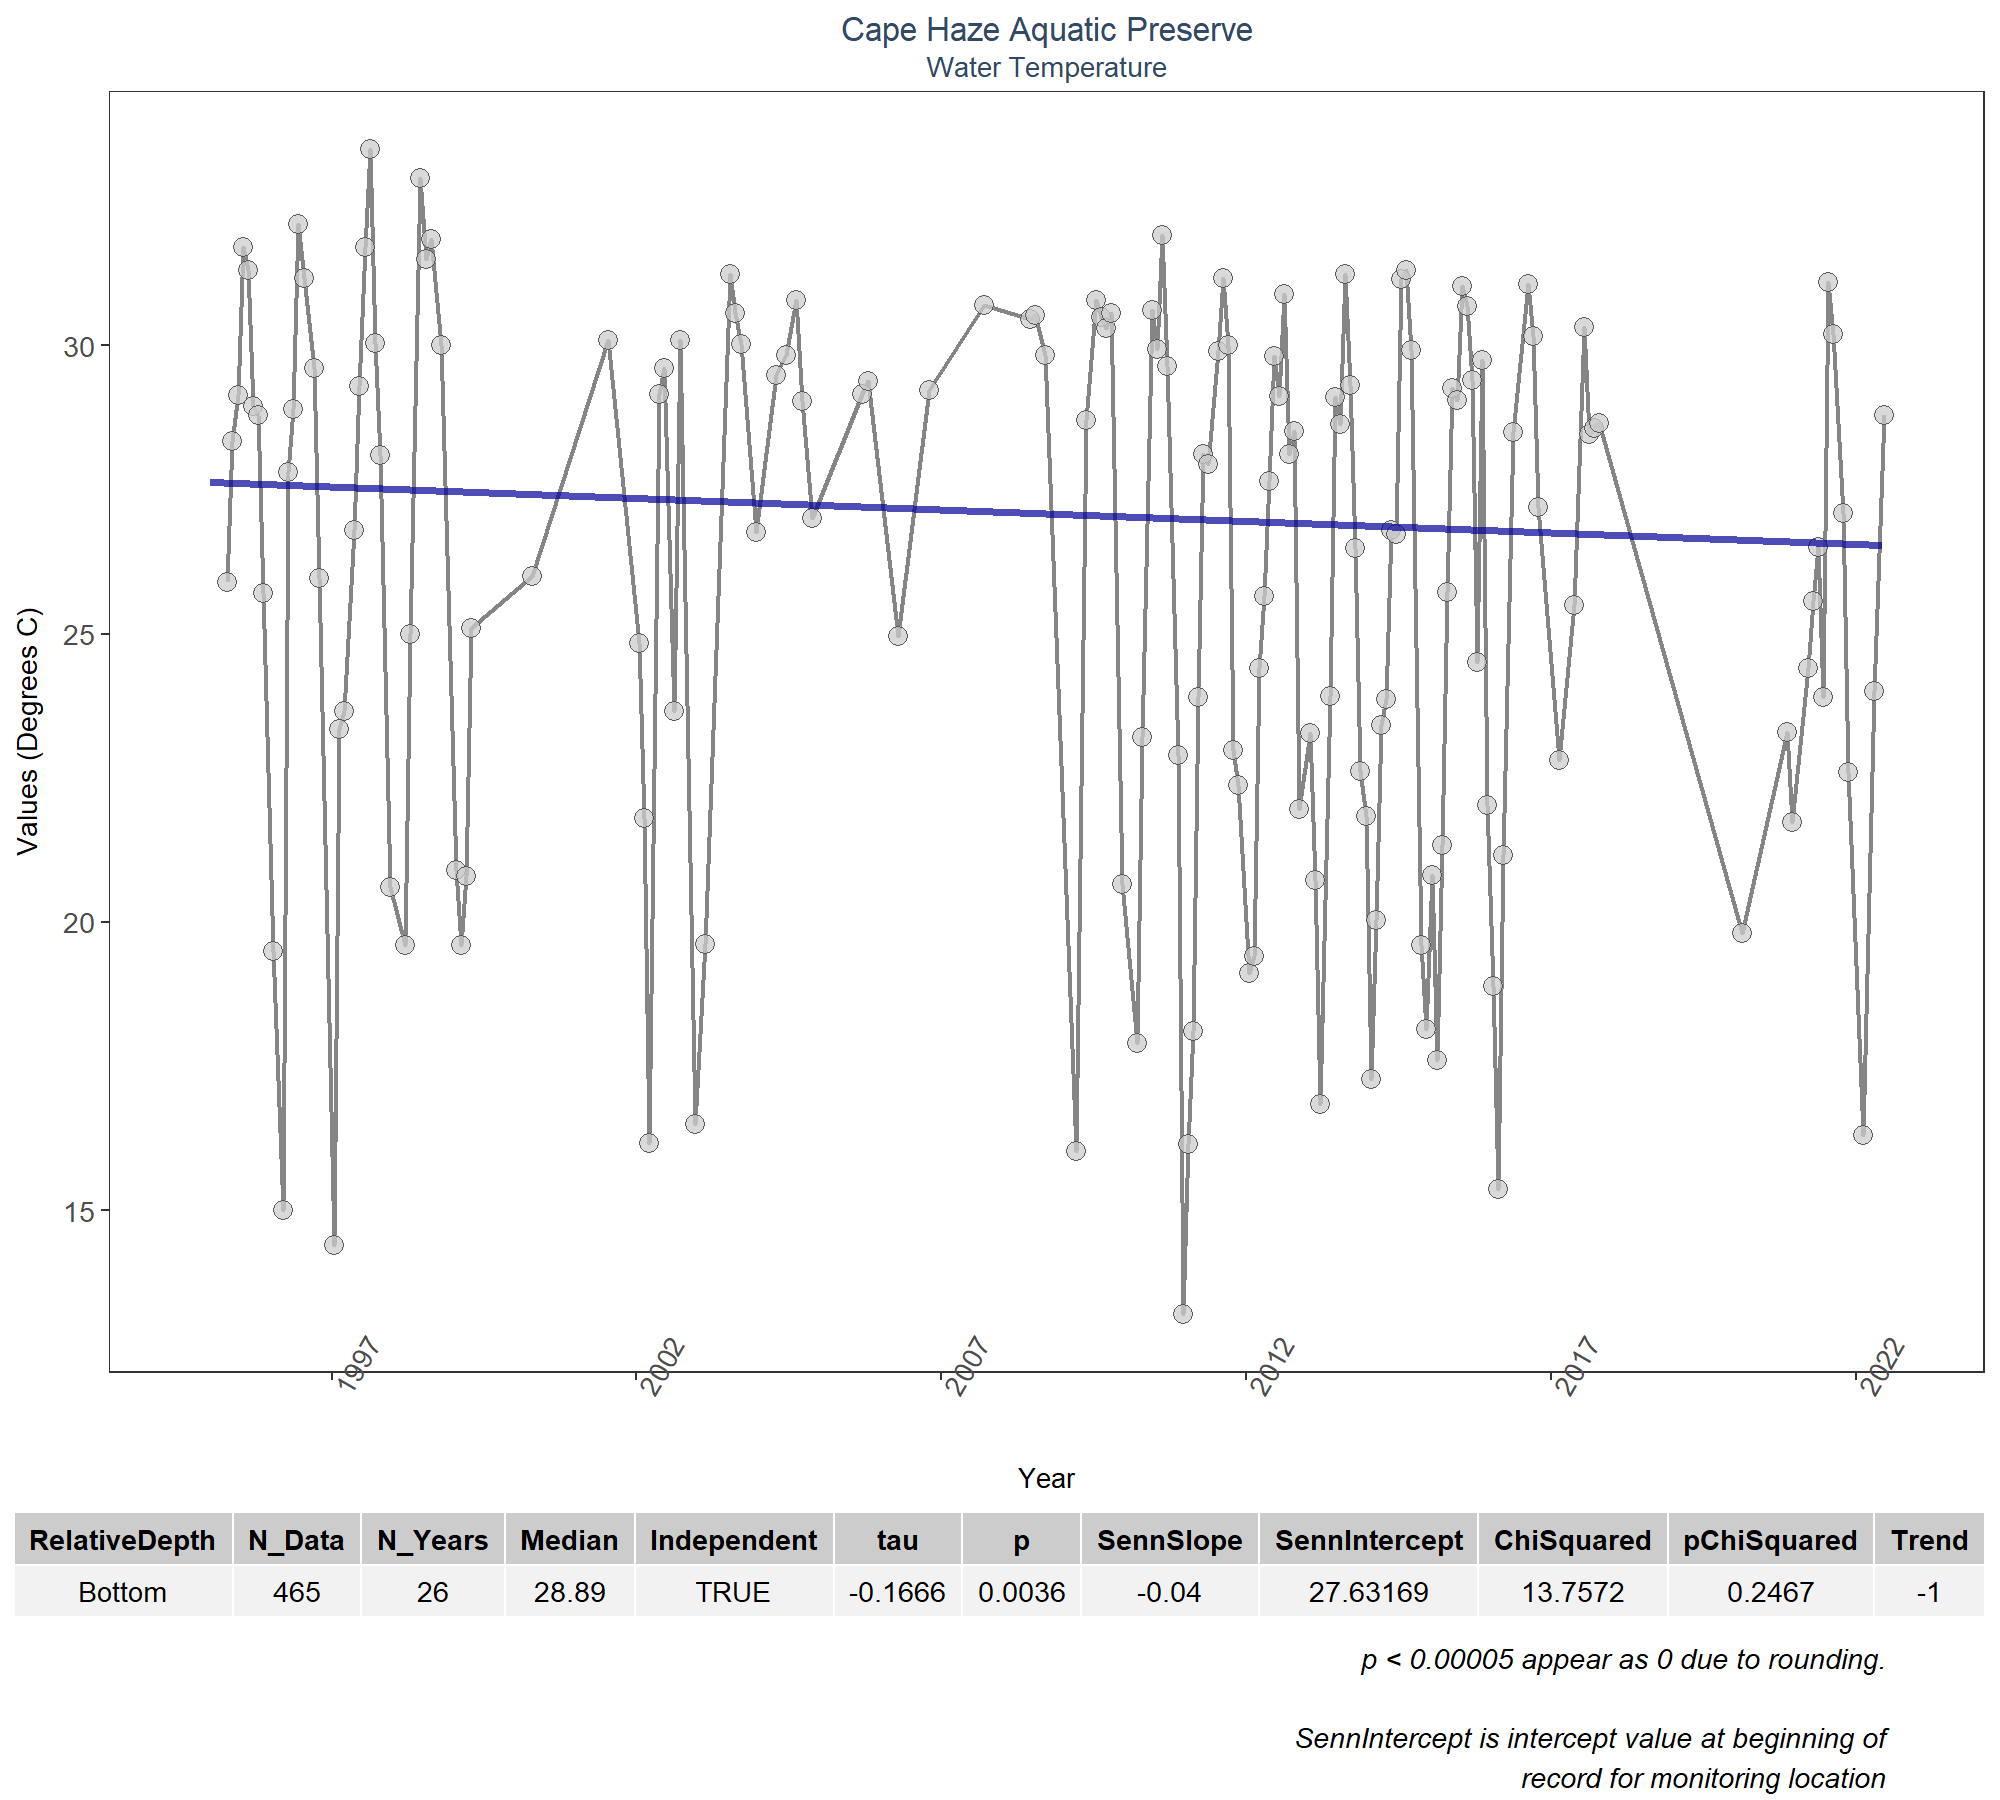 Cape Haze Aquatic Preserve
Water Temperature
Values (Degrees C)
30
25
20
15
1997
2002
2007
2012
2017
2022
Year
RelativeDepth N_Data N_Years Median Independent tau p SennSlope SennIntercept ChiSquared pChiSquared Trend
Bottom 465 26 28.89 TRUE -0.1666 0.0036 -0.04 27.63169 13.7572 0.2467 -1
p < 0.00005 appear as 0 due to rounding.
SennIntercept is intercept value at beginning of
record for monitoring location